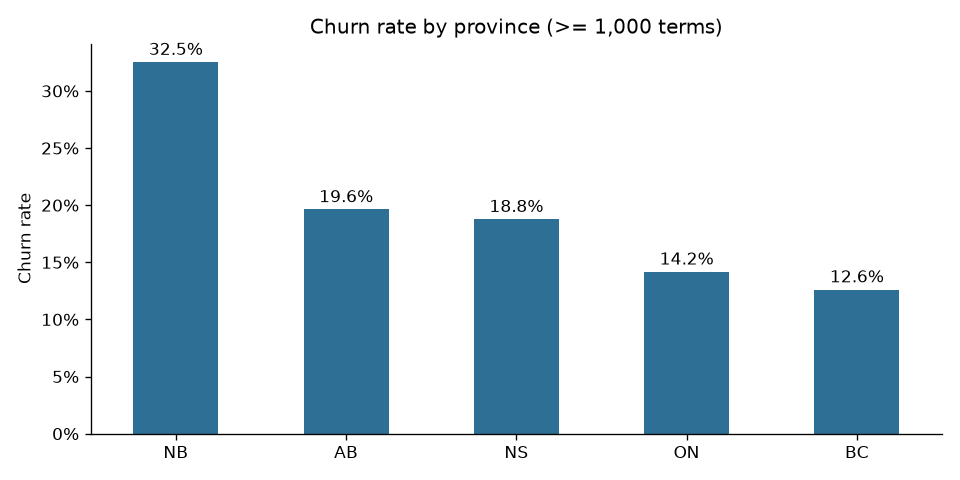 Churn rate by province (>= 1,000 terms)
Churn rate
30%
25%
20%
15%
10%
5%
0%
32.5%
19.6%
18.8%
14.2%
12.6%
NB
AB
NS
ON
BC